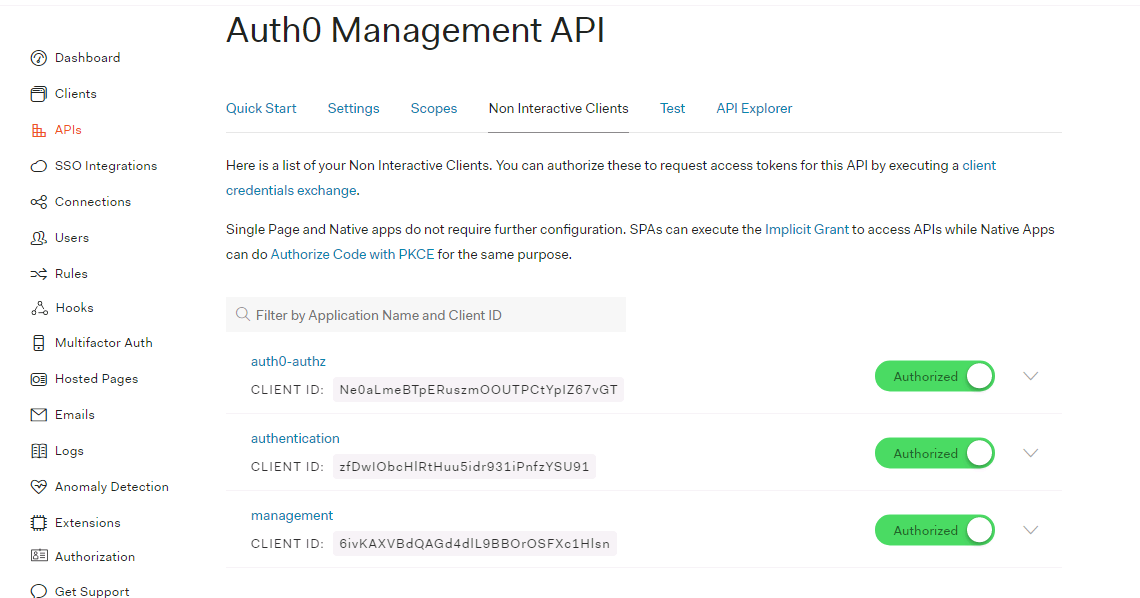 Auth0 Management API
Dashboard
Clients
APIs
SSO Integrations
Connections
Users
Rules
Hooks
Multifactor Auth
Hosted Pages
Emails
Logs
Anomaly Detection
Extensions
Authorization
Get Support
Quick Start Settings Scopes Non Interactive Clients Test API Explorer
Here is a list of your Non Interactive Clients. You can authorize these to request access tokens for this API by executing a client
credentials exchange.
Single Page and Native apps do not require further configuration. SPAs can execute the Implicit Grant to access APIs while Native Apps
can do Authorize Code with PKCE for the same purpose.
Filter by Application Name and Client ID
auth0-authz
CLIENT ID: Ne0aLmeBTpERuszmOOUTPCtYpIZ67vGT
Authorized
authentication
CLIENT ID: zfDwIObcHlRtHuu5idr931iPnfzYSU91
Authorized
management
CLIENT ID: 6ivKAXVBdQAGd4dlL9BBOrOSFXc1Hlsn
Authorized